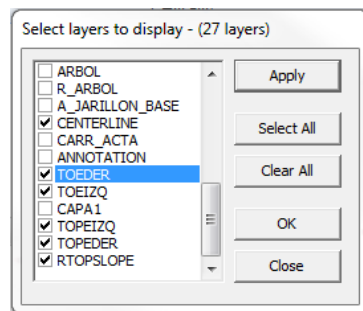 Select layers to display - (27 layers)
ARBOL
R_ARBOL
A_JARILLON_BASE
CENTERLINE
CARR_ACTA
ANNOTATION
TOEDER
TOEIZQ
CAPA1
TOPEIZQ
TOPEDER
RTOPSLOPE
Apply
Select All
Clear All
OK
Close